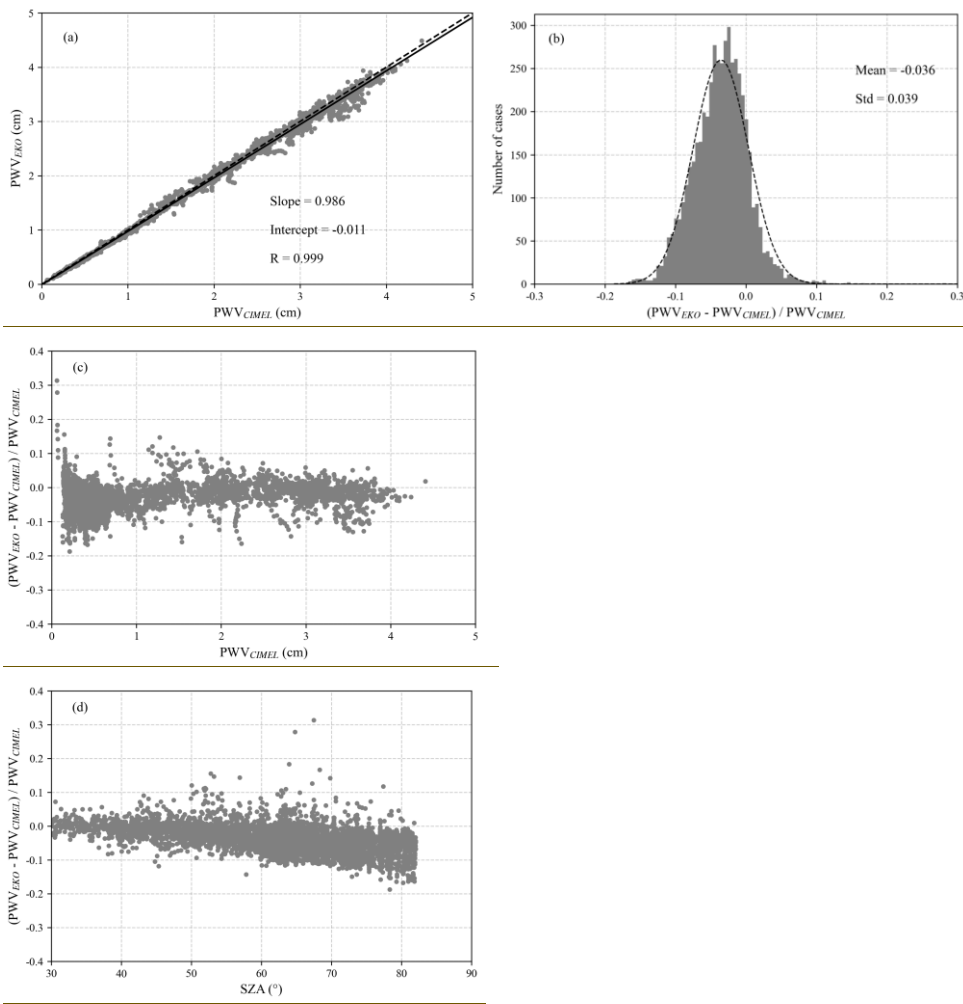 (a)
5
4
3
2
1
0
PWV_EKO (cm)
Slope = 0.986
Intercept = -0.011
R = 0.999
0 1 2 3 4 5
PWV_CIMEL (cm)
(b)
300
250
200
150
100
50
0
Number of cases
Mean = -0.036
Std = 0.039
-0.3 -0.2 -0.1 0.0 0.1 0.2 0.3
(PWV_EKO - PWV_CIMEL) / PWV_CIMEL
(c)
0.4
0.3
0.2
0.1
0.0
-0.1
-0.2
-0.3
-0.4
(PWV_EKO - PWV_CIMEL) / PWV_CIMEL
0 1 2 3 4 5
PWV_CIMEL (cm)
(d)
0.4
0.3
0.2
0.1
0.0
-0.1
-0.2
-0.3
-0.4
(PWV_EKO - PWV_CIMEL) / PWV_CIMEL
30 40 50 60 70 80 90
SZA (°)